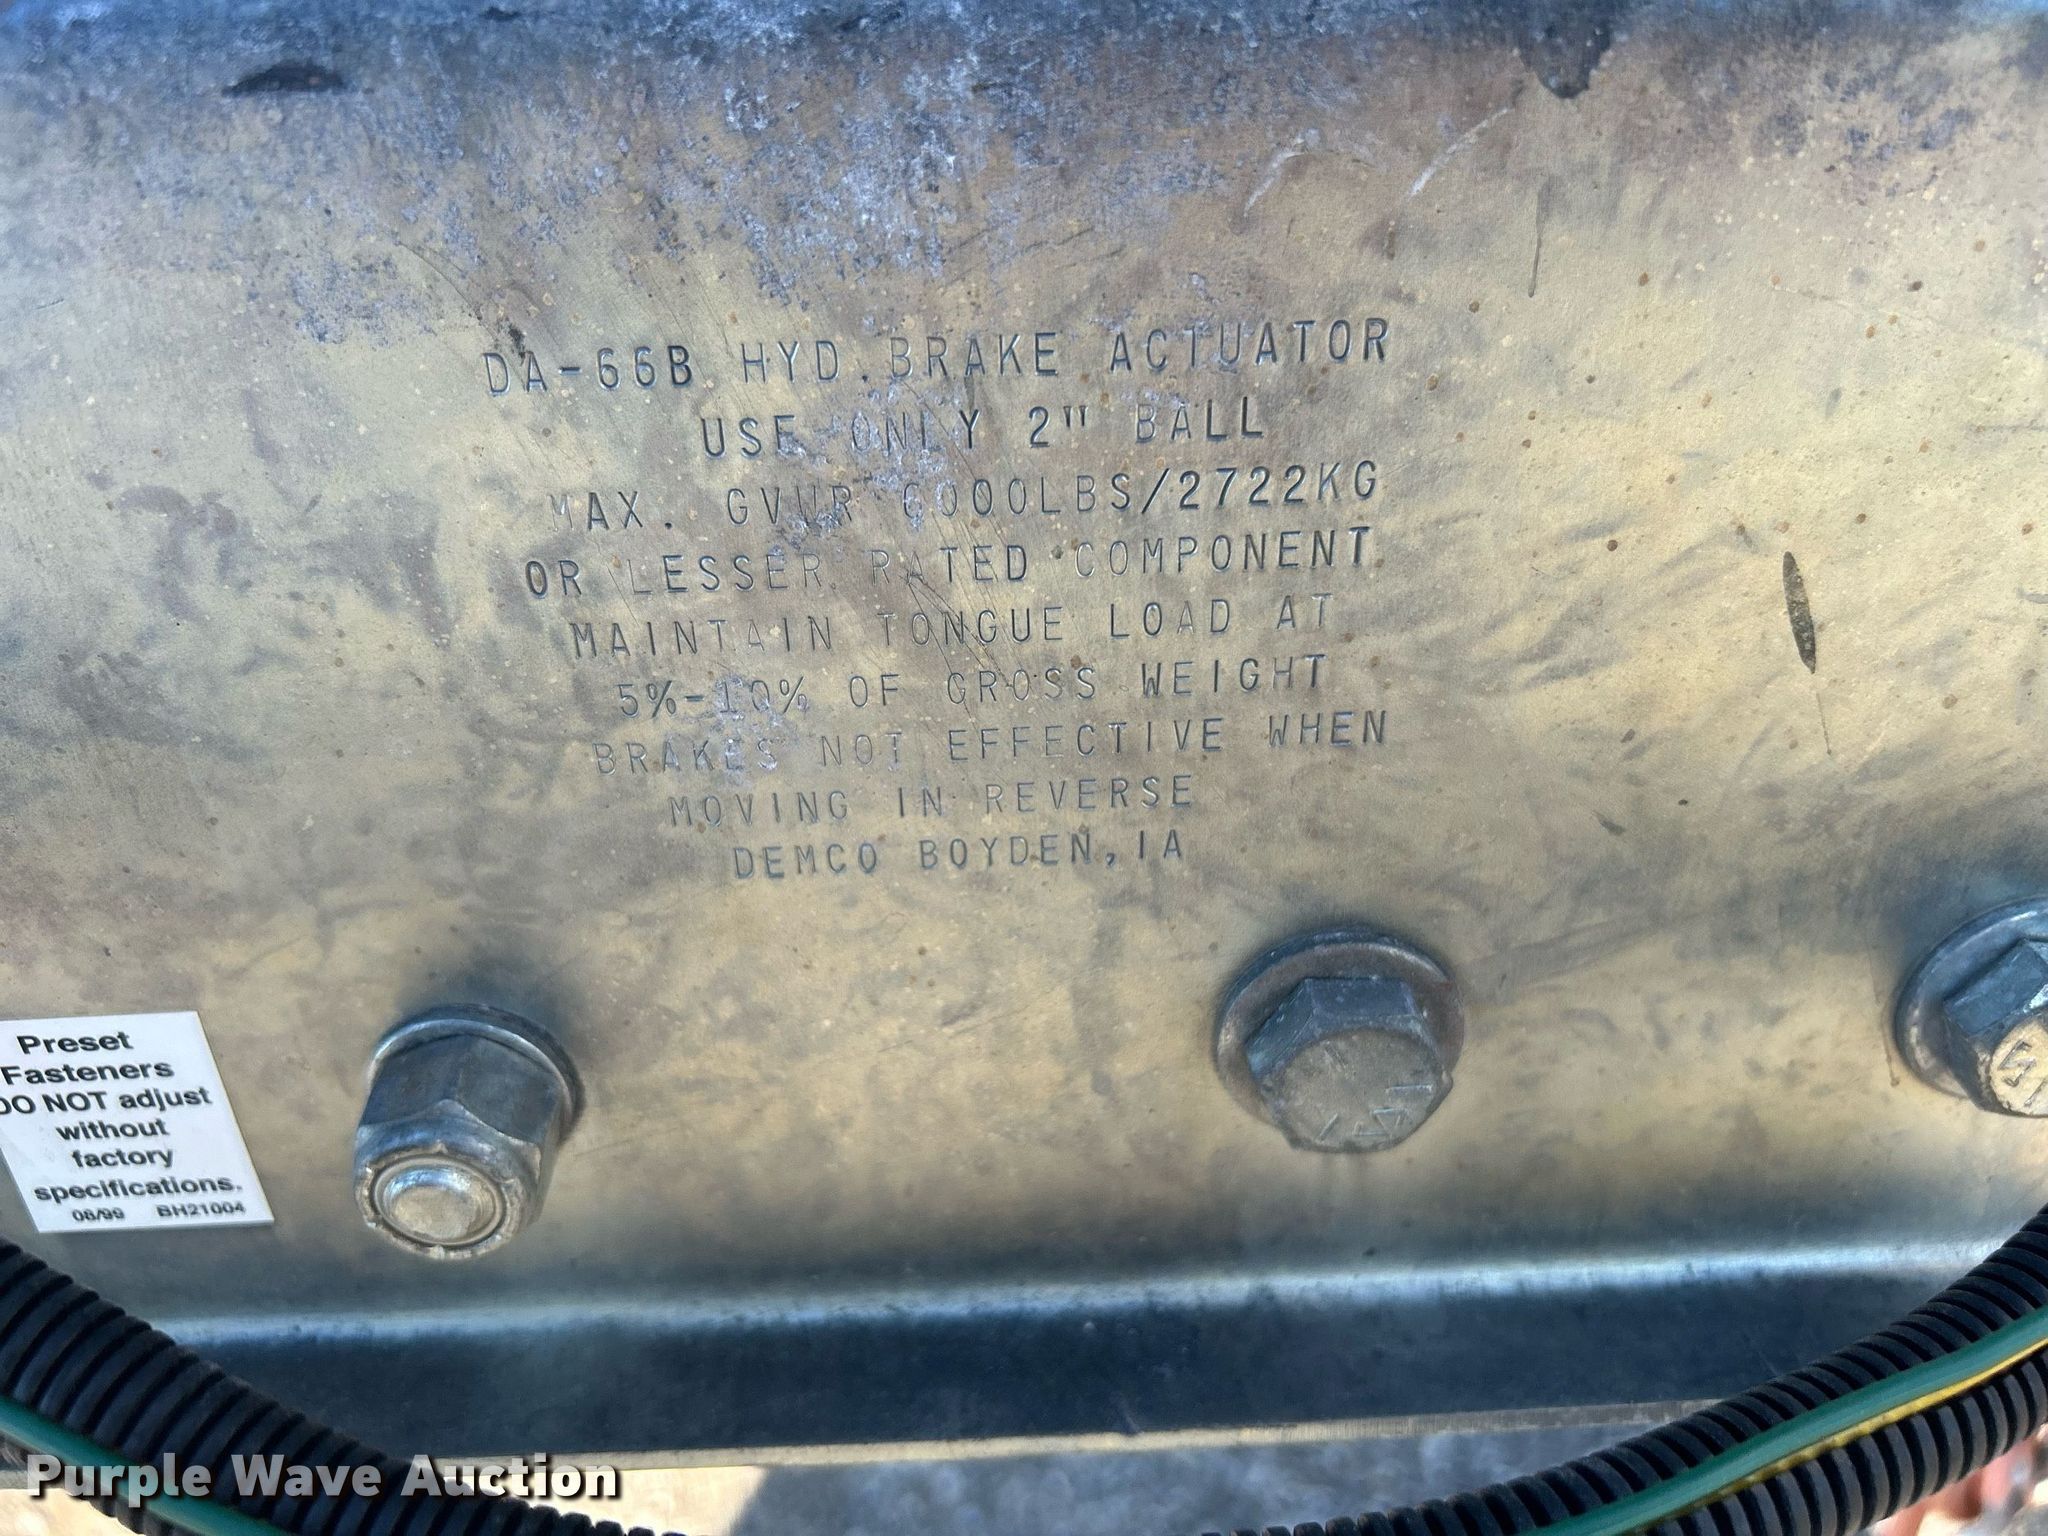 DA-66B HYD. BRAKE ACTUATOR
USE ONLY 2" BALL
MAX. GVWR 6000LBS/2722KG
OR LESSER RATED COMPONENT
MAINTAIN TONGUE LOAD AT
5%-10% OF GROSS WEIGHT
BRAKES NOT EFFECTIVE WHEN
MOVING IN REVERSE
DEMCO BOYDEN, IA
Preset
Fasteners
DO NOT adjust
without
factory
specifications.
08/99 BH21004
Purple Wave Auction